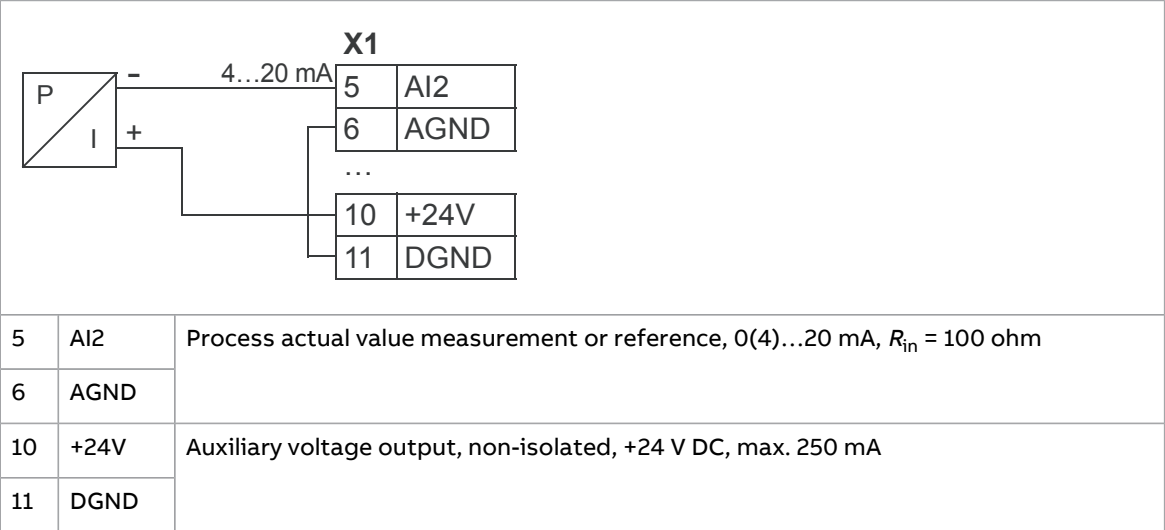 X1
P
I
-
+
4…20 mA
5 AI2
6 AGND
…
10 +24V
11 DGND
5 AI2 Process actual value measurement or reference, 0(4)…20 mA, Rin = 100 ohm
6 AGND
10 +24V Auxiliary voltage output, non-isolated, +24 V DC, max. 250 mA
11 DGND